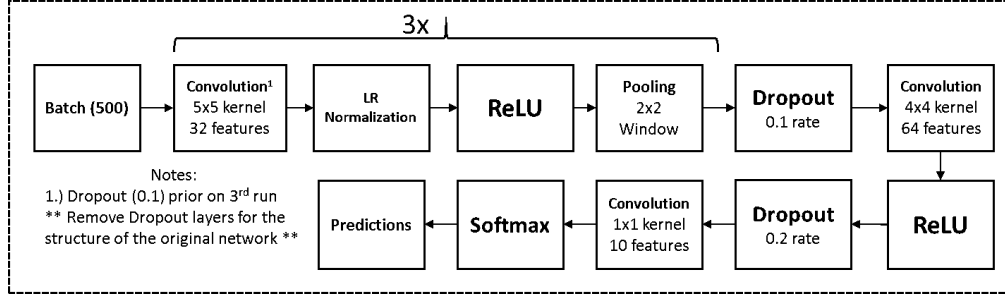 3x
Batch (500)
Convolution¹
5x5 kernel
32 features
LR
Normalization
ReLU
Pooling
2x2
Window
Dropout
0.1 rate
Convolution
4x4 kernel
64 features
ReLU
Dropout
0.2 rate
Convolution
1x1 kernel
10 features
Softmax
Predictions
Notes:
1.) Dropout (0.1) prior on 3ʳᵈ run
** Remove Dropout layers for the
structure of the original network **